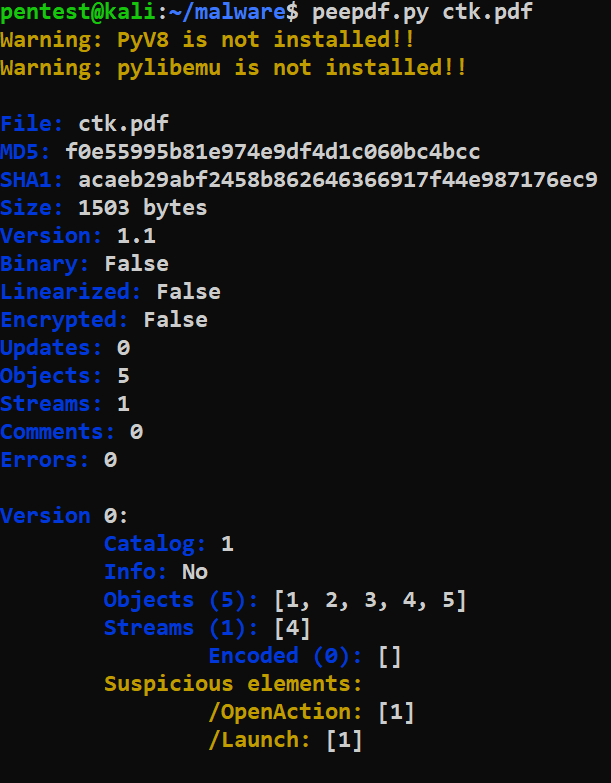 pentest@kali:~/malware$ peepdf.py ctk.pdf
Warning: PyV8 is not installed!!
Warning: pylibemu is not installed!!
File: ctk.pdf
MD5: f0e55995b81e974e9df4d1c060bc4bcc
SHA1: acaeb29abf2458b862646366917f44e987176ec9
Size: 1503 bytes
Version: 1.1
Binary: False
Linearized: False
Encrypted: False
Updates: 0
Objects: 5
Streams: 1
Comments: 0
Errors: 0
Version 0:
Catalog: 1
Info: No
Objects (5): [1, 2, 3, 4, 5]
Streams (1): [4]
Encoded (0): []
Suspicious elements:
/OpenAction: [1]
/Launch: [1]